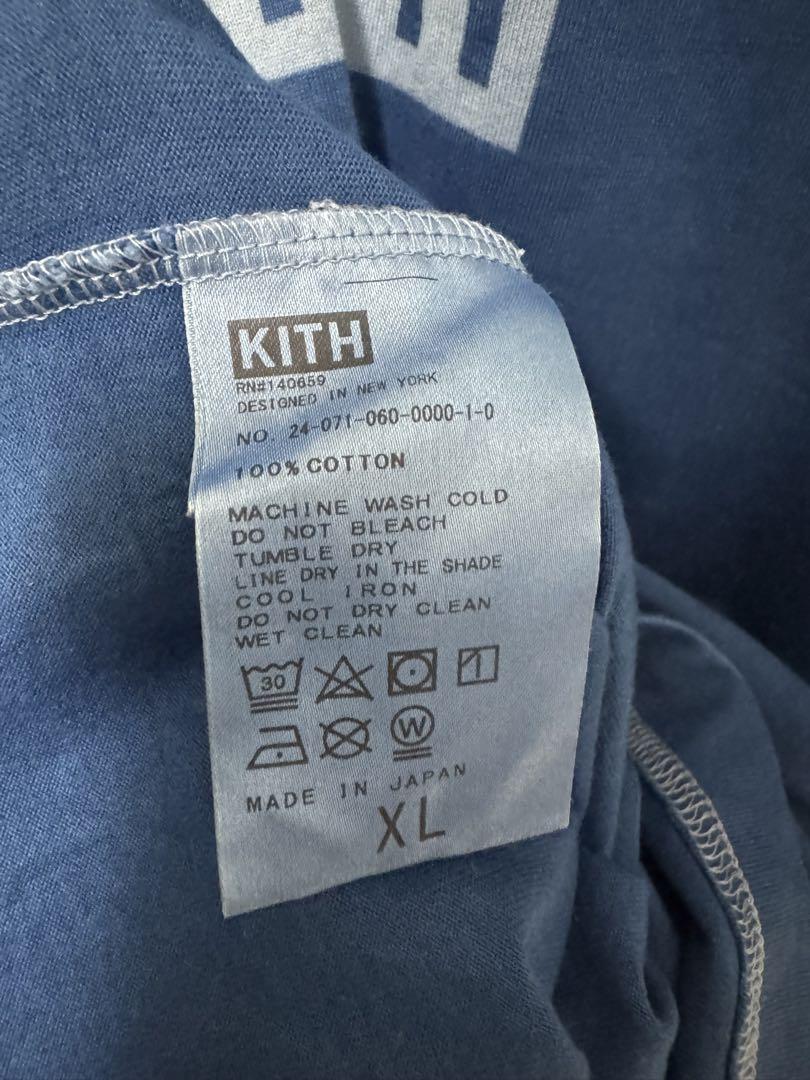 KITH
RN#140659
DESIGNED IN NEW YORK
NO. 24-071-060-0000-1-0
100% COTTON
MACHINE WASH COLD
DO NOT BLEACH
TUMBLE DRY
LINE DRY IN THE SHADE
COOL IRON
DO NOT DRY CLEAN
WET CLEAN
30
W
MADE IN JAPAN
XL